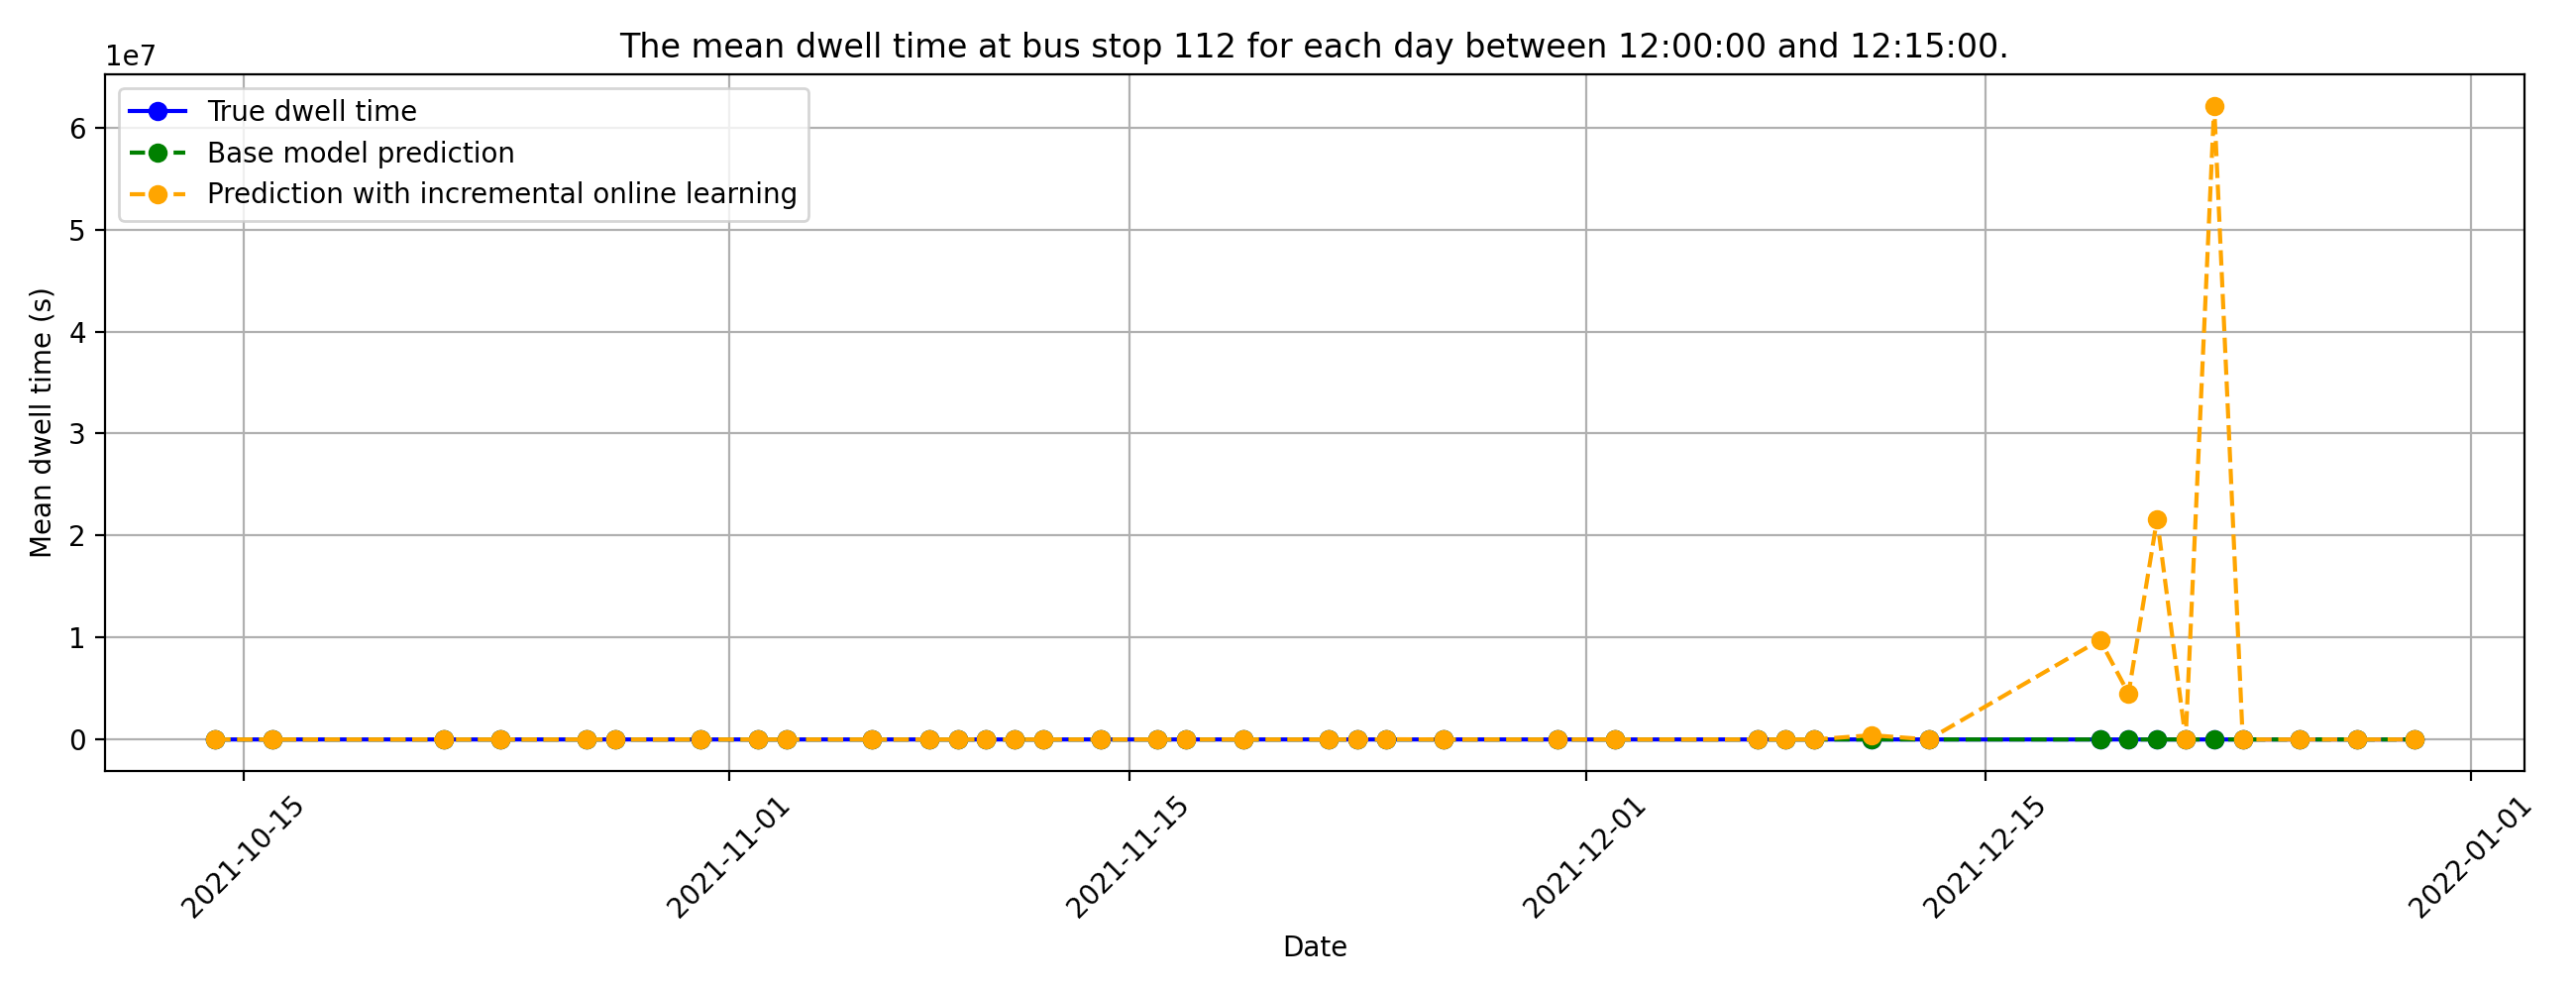 The mean dwell time at bus stop 112 for each day between 12:00:00 and 12:15:00.
1e7
True dwell time
Base model prediction
Prediction with incremental online learning
6
5
4
3
2
1
0
Mean dwell time (s)
2021-10-15
2021-11-01
2021-11-15
2021-12-01
2021-12-15
2022-01-01
Date